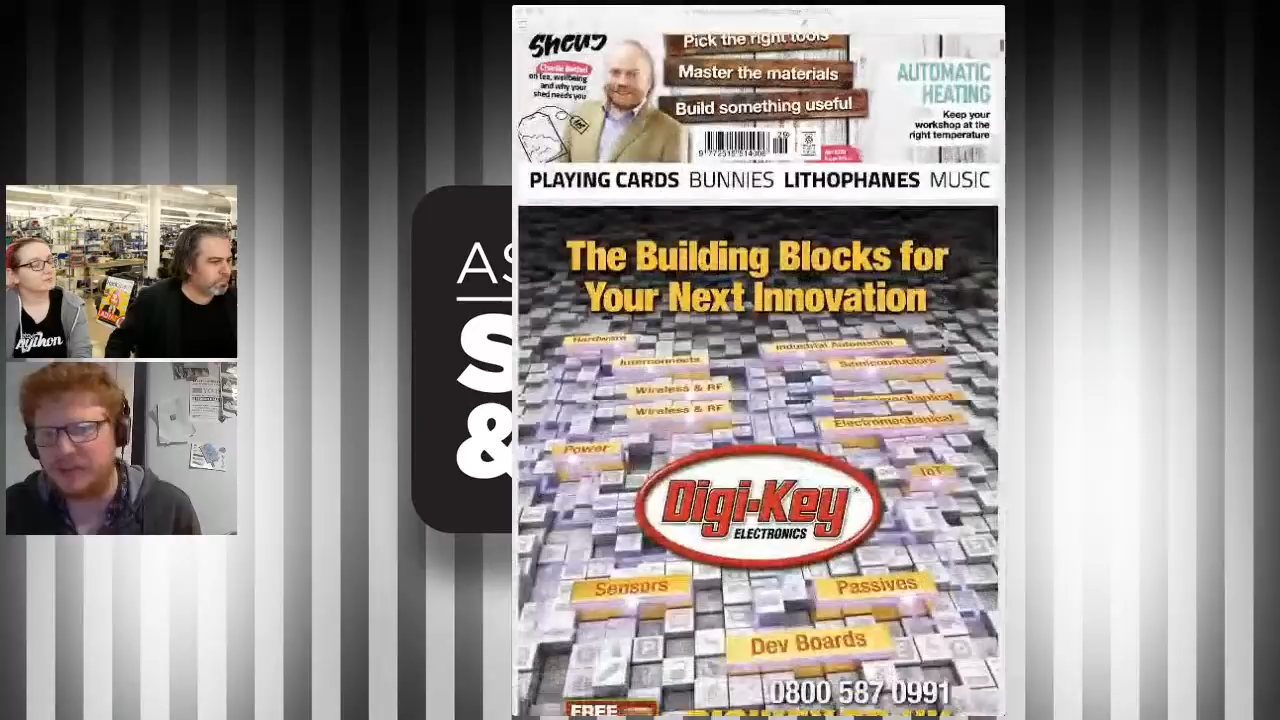 sheds
Charlie Bethel
on tea, wellbeing
and why your
shed needs you
Pick the right tools
Master the materials
Build something useful
AUTOMATIC
HEATING
Keep your
workshop at the
right temperature
PLAYING CARDS BUNNIES LITHOPHANES MUSIC
The Building Blocks for
Your Next Innovation
Hardware
Industrial Automation
Interconnects
Semiconductors
Wireless & RF
Wireless & RF
Electromechanical
Electromechanical
Power
IoT
Digi-Key
ELECTRONICS
Sensors
Passives
Dev Boards
0800 587 0991
FREE
AS
S
&